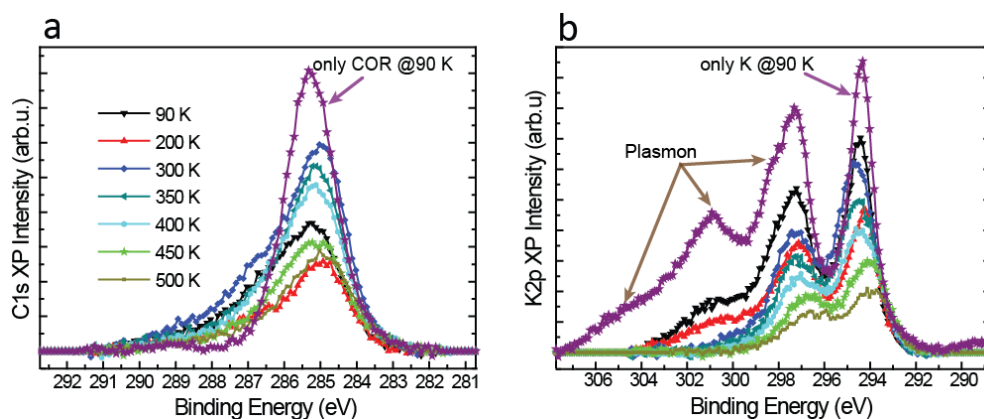 a
C1s XP Intensity (arb.u.)
only COR @90 K
90 K
200 K
300 K
350 K
400 K
450 K
500 K
292 291 290 289 288 287 286 285 284 283 282 281
Binding Energy (eV)
b
K2p XP Intensity (arb.u)
only K @90 K
Plasmon
306 304 302 300 298 296 294 292 290
Binding Energy (eV)